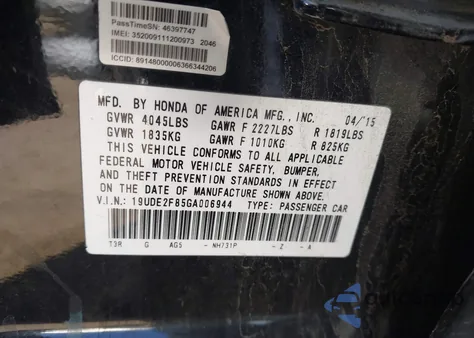 PassTimeSN: 46397747
IMEI: 352009111200973 2046
ICCID: 89148000006366344206
MFD. BY HONDA OF AMERICA MFG., INC. 04/15
GVWR 4045LBS GAWR F 2227LBS R 1819LBS
GVWR 1835KG GAWR F 1010KG R 825KG
THIS VEHICLE CONFORMS TO ALL APPLICABLE
FEDERAL MOTOR VEHICLE SAFETY, BUMPER,
AND THEFT PREVENTION STANDARDS IN EFFECT
ON THE DATE OF MANUFACTURE SHOWN ABOVE.
V.I.N.: 19UDE2F85GA006944 TYPE: PASSENGER CAR
T3R G AG5 - NH731P - Z - A